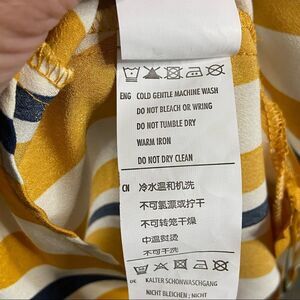 ENG COLD GENTLE MACHINE WASH
DO NOT BLEACH OR WRING
DO NOT TUMBLE DRY
WARM IRON
DO NOT DRY CLEAN
CN 冷水温和机洗
不可氯漂或拧干
不可转笼干燥
中温熨烫
不可干洗
DE KALTER SCHONWASCHGANG
NICHT BLEICHEN ; NICHT